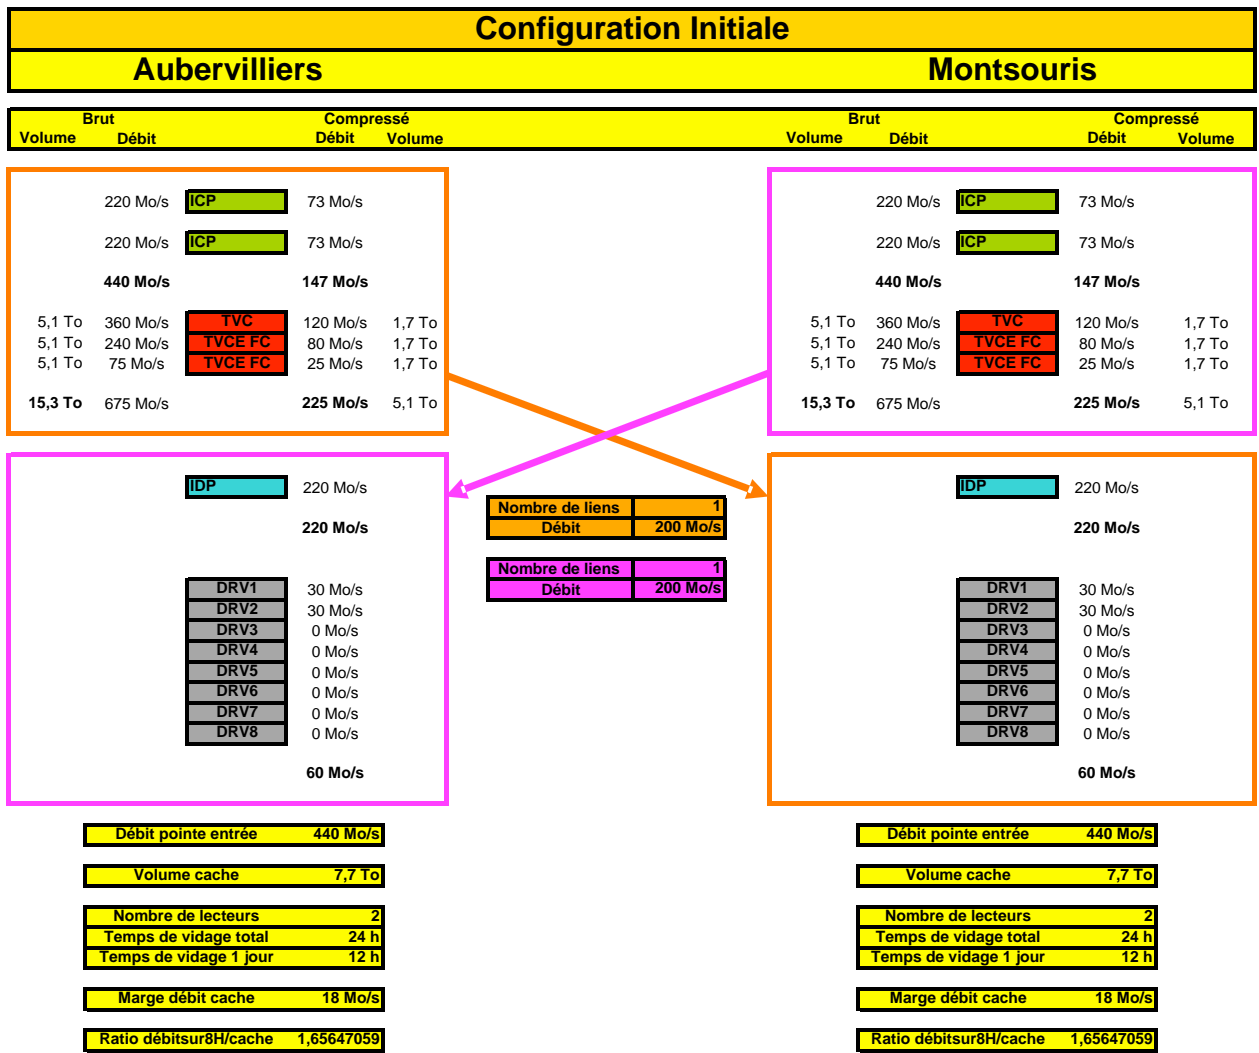 Configuration Initiale
Aubervilliers Montsouris
Brut Compressé Brut Compressé
Volume Débit Débit Volume Volume Débit Débit Volume
220 Mo/s ICP 73 Mo/s 220 Mo/s ICP 73 Mo/s
220 Mo/s ICP 73 Mo/s 220 Mo/s ICP 73 Mo/s
440 Mo/s 147 Mo/s 440 Mo/s 147 Mo/s
5,1 To 360 Mo/s TVC 120 Mo/s 1,7 To 5,1 To 360 Mo/s TVC 120 Mo/s 1,7 To
5,1 To 240 Mo/s TVCE FC 80 Mo/s 1,7 To 5,1 To 240 Mo/s TVCE FC 80 Mo/s 1,7 To
5,1 To 75 Mo/s TVCE FC 25 Mo/s 1,7 To 5,1 To 75 Mo/s TVCE FC 25 Mo/s 1,7 To
15,3 To 675 Mo/s 225 Mo/s 5,1 To 15,3 To 675 Mo/s 225 Mo/s 5,1 To
IDP 220 Mo/s IDP 220 Mo/s
Nombre de liens 1
220 Mo/s Débit 200 Mo/s 220 Mo/s
Nombre de liens 1
DRV1 30 Mo/s Débit 200 Mo/s DRV1 30 Mo/s
DRV2 30 Mo/s DRV2 30 Mo/s
DRV3 0 Mo/s DRV3 0 Mo/s
DRV4 0 Mo/s DRV4 0 Mo/s
DRV5 0 Mo/s DRV5 0 Mo/s
DRV6 0 Mo/s DRV6 0 Mo/s
DRV7 0 Mo/s DRV7 0 Mo/s
DRV8 0 Mo/s DRV8 0 Mo/s
60 Mo/s 60 Mo/s
Débit pointe entrée 440 Mo/s Débit pointe entrée 440 Mo/s
Volume cache 7,7 To Volume cache 7,7 To
Nombre de lecteurs 2 Nombre de lecteurs 2
Temps de vidage total 24 h Temps de vidage total 24 h
Temps de vidage 1 jour 12 h Temps de vidage 1 jour 12 h
Marge débit cache 18 Mo/s Marge débit cache 18 Mo/s
Ratio débitsur8H/cache 1,65647059 Ratio débitsur8H/cache 1,65647059